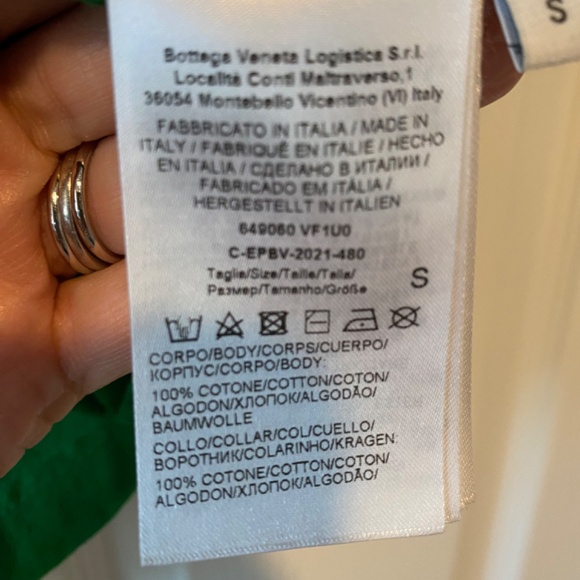 S
Bottega Veneta Logistica S.r.l.
Località Conti Maltraverso,1
36054 Montebello Vicentino (VI) Italy
FABBRICATO IN ITALIA / MADE IN
ITALY / FABRIQUÉ EN ITALIE / HECHO
EN ITALIA / СДЕЛАНО В ИТАЛИИ /
FABRICADO EM ITÁLIA /
HERGESTELLT IN ITALIEN
649060 VF1U0
C-EPBV-2021-480
Taglia/Size/Taille/Talla/
Размер/Tamanho/Größe
S
CORPO/BODY/CORPS/CUERPO/
КОРПУС/CORPO/BODY:
100% COTONE/COTTON/COTON/
ALGODON/ХЛОПОК/ALGODÃO/
BAUMWOLLE
COLLO/COLLAR/COL/CUELLO/
ВОРОТНИК/COLARINHO/KRAGEN:
100% COTONE/COTTON/COTON/
ALGODON/ХЛОПОК/ALGODÃO/